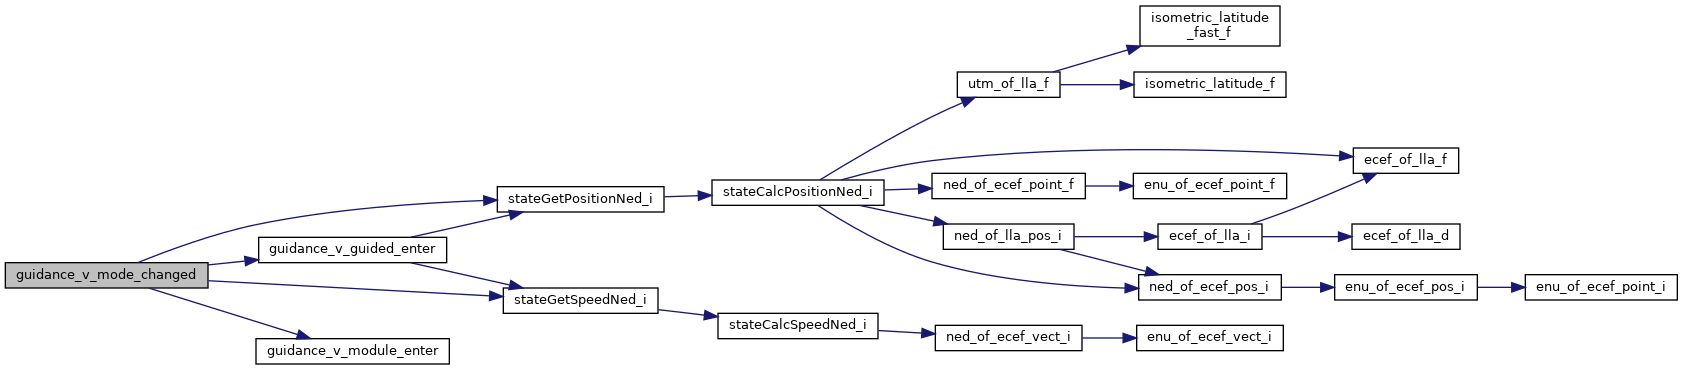 isometric_latitude
_fast_f
utm_of_lla_f
isometric_latitude_f
ecef_of_lla_f
stateCalcPositionNed_i
ned_of_ecef_point_f
enu_of_ecef_point_f
stateGetPositionNed_i
ned_of_lla_pos_i
ecef_of_lla_i
ecef_of_lla_d
guidance_v_guided_enter
guidance_v_mode_changed
ned_of_ecef_pos_i
enu_of_ecef_pos_i
enu_of_ecef_point_i
stateGetSpeedNed_i
stateCalcSpeedNed_i
ned_of_ecef_vect_i
enu_of_ecef_vect_i
guidance_v_module_enter